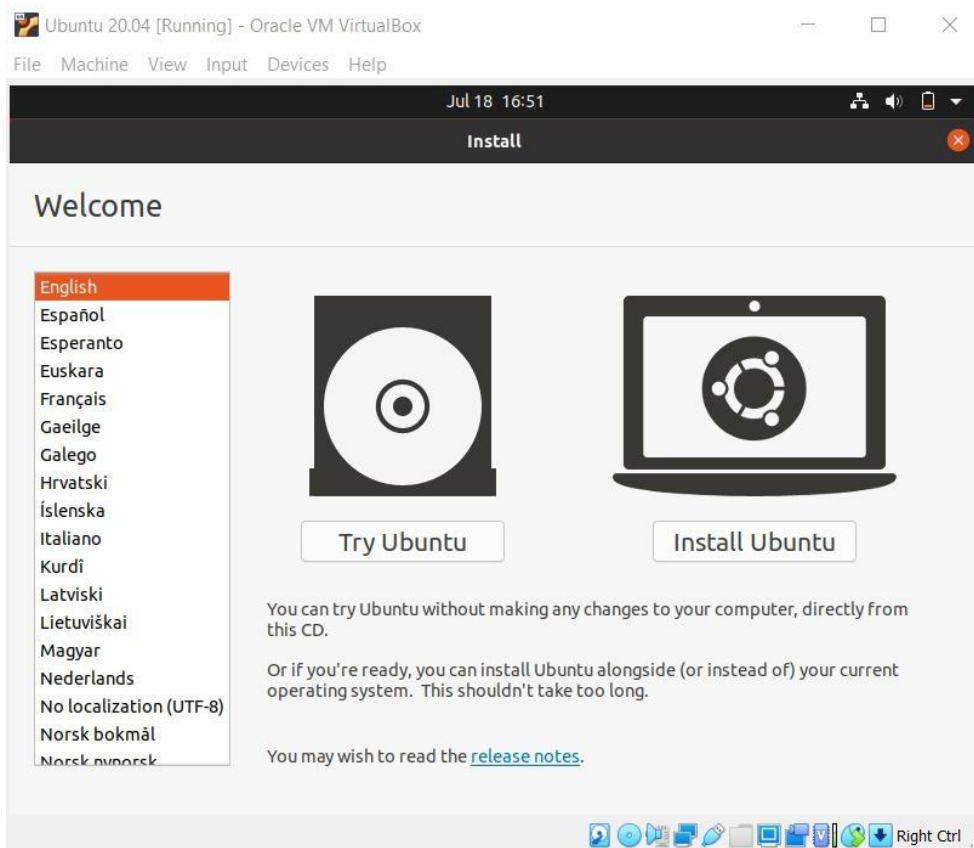 Ubuntu 20.04 [Running] - Oracle VM VirtualBox
File Machine View Input Devices Help
Jul 18 16:51
Install
Welcome
English
Español
Esperanto
Euskara
Français
Gaeilge
Galego
Hrvatski
Íslenska
Italiano
Kurdî
Latviski
Lietuviškai
Magyar
Nederlands
No localization (UTF-8)
Norsk bokmål
Norsk nynorsk
Try Ubuntu
Install Ubuntu
You can try Ubuntu without making any changes to your computer, directly from
this CD.
Or if you're ready, you can install Ubuntu alongside (or instead of) your current
operating system. This shouldn't take too long.
You may wish to read the release notes.
Right Ctrl